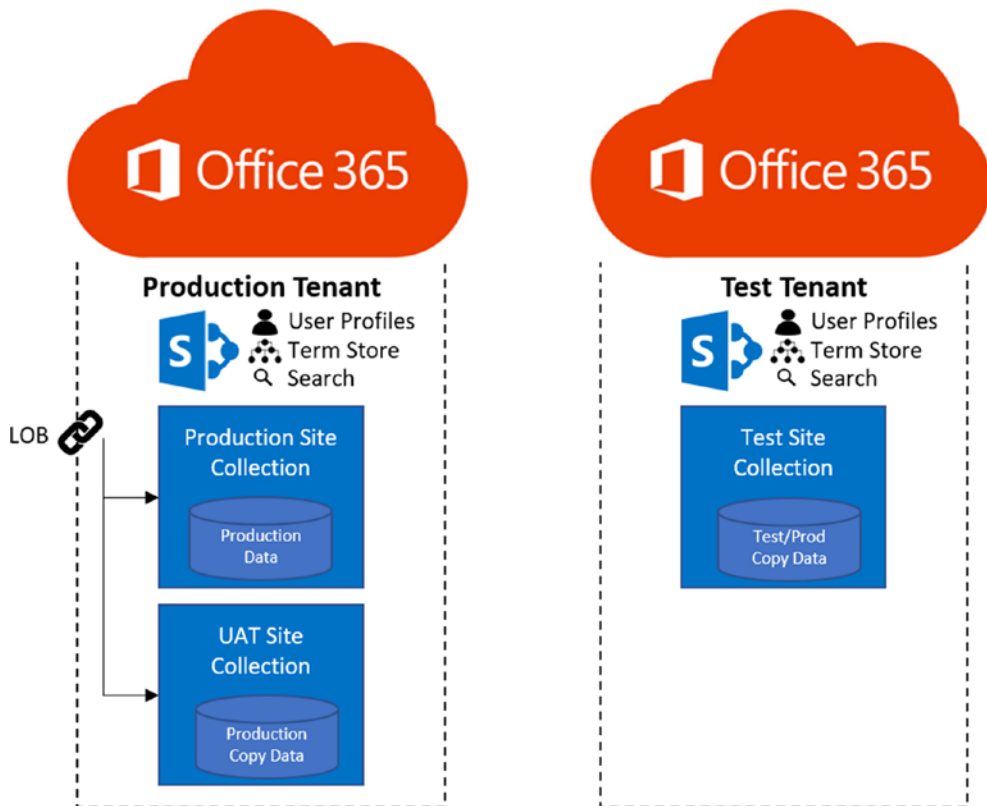 Office 365
Production Tenant
S
User Profiles
Term Store
Search
LOB
Production Site
Collection
Production
Data
UAT Site
Collection
Production
Copy Data
Office 365
Test Tenant
S
User Profiles
Term Store
Search
Test Site
Collection
Test/Prod
Copy Data